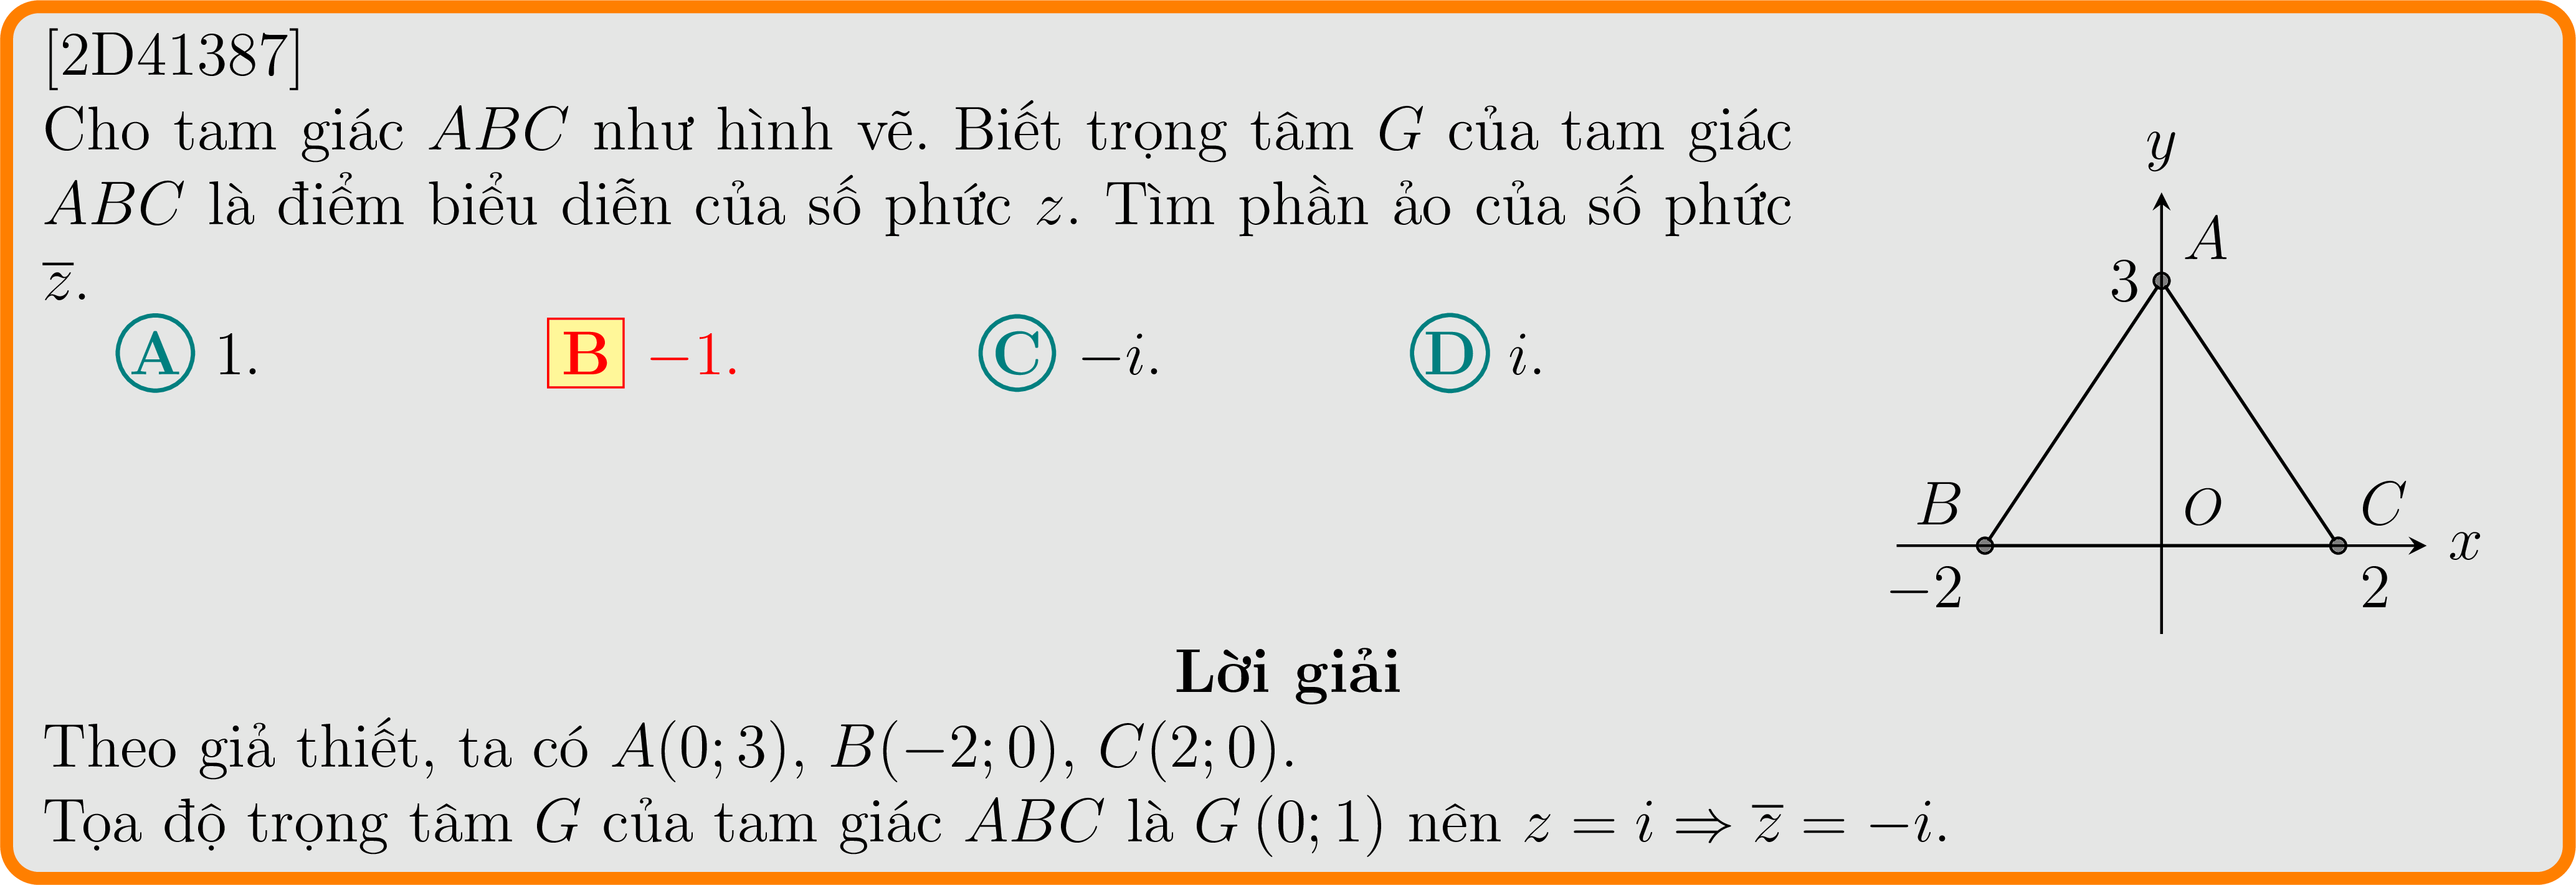 [2D41387]
Cho tam giác ABC như hình vẽ. Biết trọng tâm G của tam giác
ABC là điểm biểu diễn của số phức z. Tìm phần ảo của số phức
z̅.
A 1. B −1. C −i. D i.
y
A
3
B
O
C
x
−2
2
Lời giải
Theo giả thiết, ta có A(0; 3), B(−2; 0), C(2; 0).
Tọa độ trọng tâm G của tam giác ABC là G (0; 1) nên z = i ⇒ z̅ = −i.